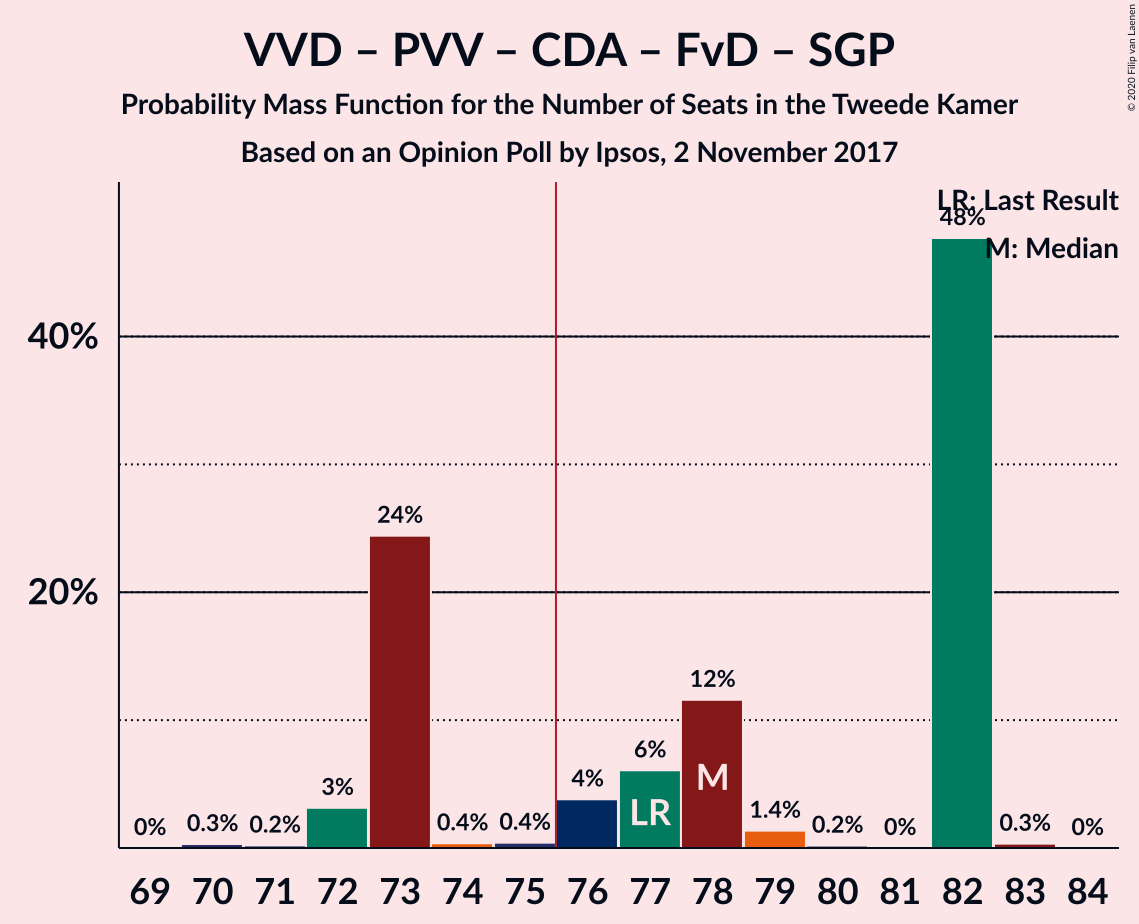 VVD – PVV – CDA – FvD – SGP
Probability Mass Function for the Number of Seats in the Tweede Kamer
Based on an Opinion Poll by Ipsos, 2 November 2017
© 2020 Filip van Laenen
LR: Last Result
M: Median
40%
20%
0%
0.3%
0.2%
3%
24%
0.4%
0.4%
4%
6%
12%
1.4%
0.2%
0%
48%
0.3%
0%
LR
M
69 70 71 72 73 74 75 76 77 78 79 80 81 82 83 84